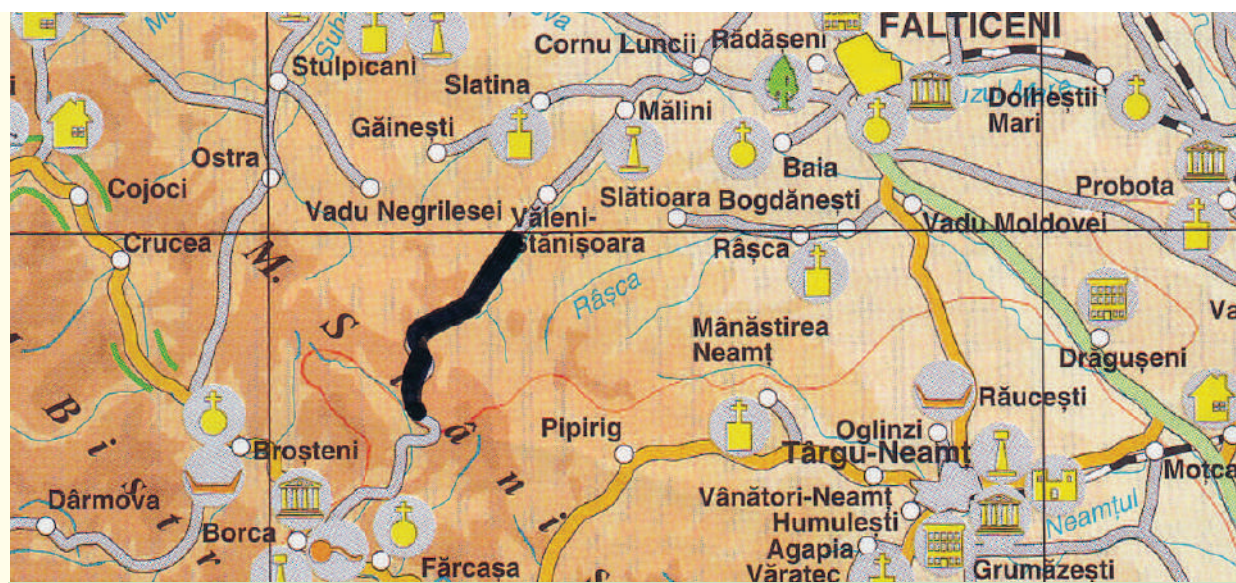 FALTICENI
Cornu Luncii
Rădășeni
Stulpicani
Slatina
Mălini
Dolheștii
Mari
Găinești
Ostra
Baia
Probota
Cojoci
Vadu Negrilesei
Văleni-
Stănișoara
Slătioara
Bogdănești
Vadu Moldovei
Crucea
M.
Râșca
Râșca
S
Mânăstirea
Neamț
Va
Drăgușeni
B
i
s
t
r
â
n
i
Răucești
Pipirig
Oglinzi
Broșteni
Târgu-Neamț
Moțca
Dârmova
Vânători-Neamț
Neamțul
Humulești
Borca
Agapia
Fărcașa
Văratec
Grumăzești